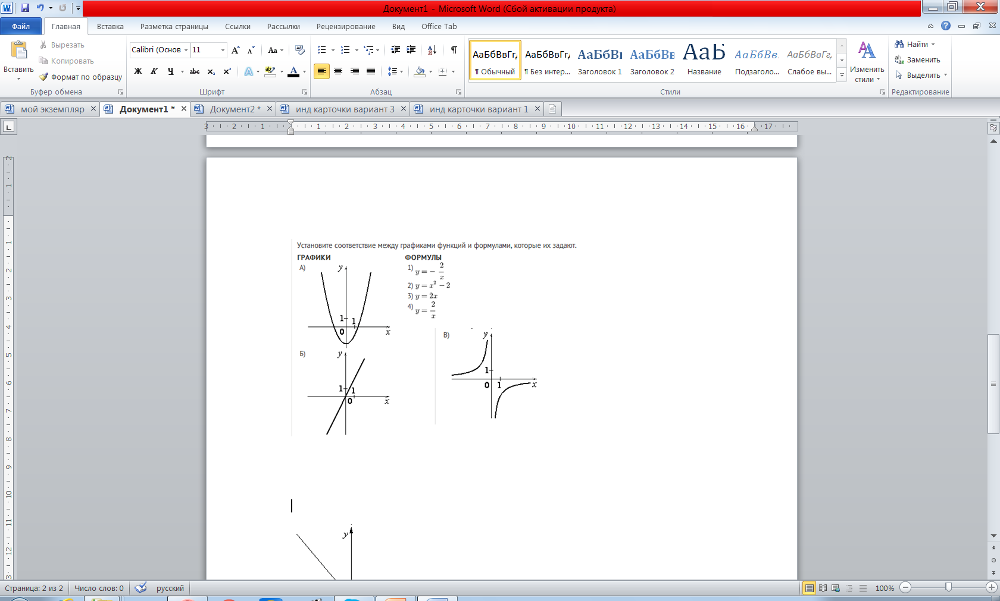 Документ1 - Microsoft Word (Сбой активации продукта)
Файл Главная Вставка Разметка страницы Ссылки Рассылки Рецензирование Вид Office Tab
Вставить
Вырезать
Копировать
Формат по образцу
Буфер обмена
Calibri (Основ 11
Ж К Ч abc x₂ x²
Шрифт
Абзац
АаБбВвГг, АаБбВвГг, АаБбВı АаБбВв АаБ АаБбВв. АаБбВвГг,
¶ Обычный ¶ Без интер... Заголовок 1 Заголовок 2 Название Подзаголо... Слабое вы...
Стили
Изменить
стили
Найти
Заменить
Выделить
Редактирование
мой экземпляр Документ1 * Документ2 * инд карточки вариант 3 инд карточки вариант 1
3 2 1 1 2 3 4 5 6 7 8 9 10 11 12 13 14 15 16 17
Установите соответствие между графиками функций и формулами, которые их задают.
ГРАФИКИ ФОРМУЛЫ
А) y 1 1 0 x
1) y = − 2/x
2) y = x² − 2
3) y = 2x
4) y = 2/x
Б) y 1 1 0 x
В) y 1 0 1 x
y
Страница: 2 из 2 Число слов: 0 русский 100%